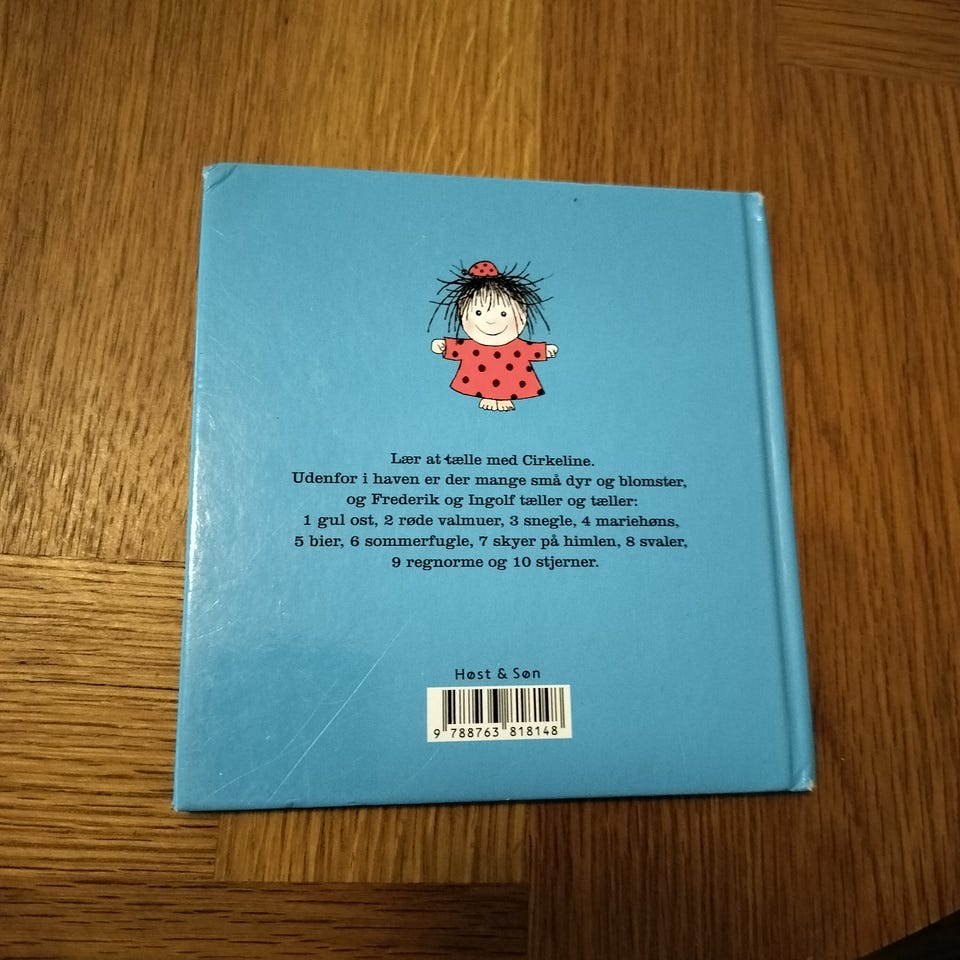 Lær at tælle med Cirkeline.
Udenfor i haven er der mange små dyr og blomster,
og Frederik og Ingolf tæller og tæller:
1 gul ost, 2 røde valmuer, 3 snegle, 4 mariehøns,
5 bier, 6 sommerfugle, 7 skyer på himlen, 8 svaler,
9 regnorme og 10 stjerner.
Høst & Søn
9 788763 818148